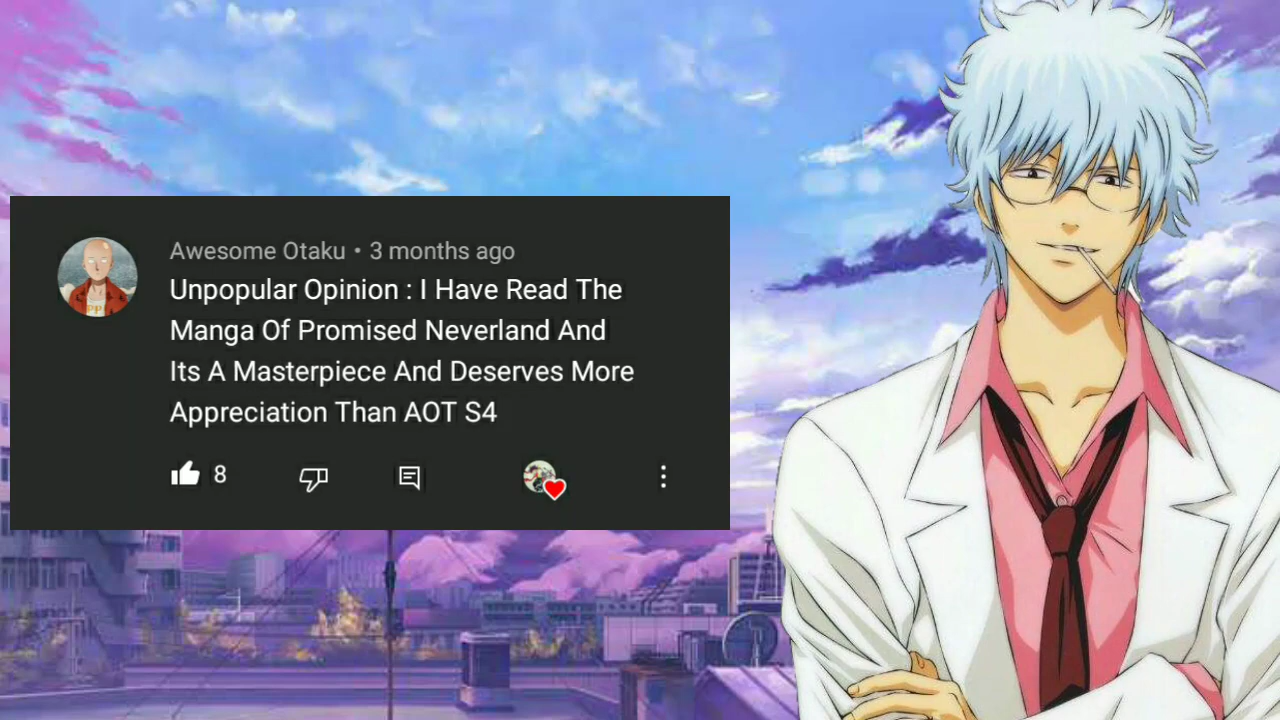 Awesome Otaku • 3 months ago
Unpopular Opinion : I Have Read The
Manga Of Promised Neverland And
Its A Masterpiece And Deserves More
Appreciation Than AOT S4
8